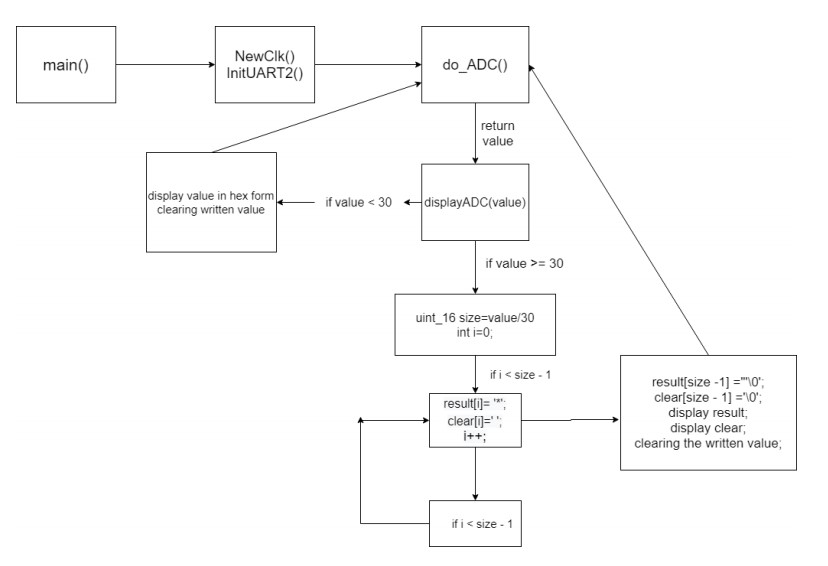 main()
NewClk()
InitUART2()
do_ADC()
return
value
display value in hex form
clearing written value
if value < 30
displayADC(value)
if value >= 30
uint_16 size=value/30
int i=0;
if i < size - 1
result[i]= '*';
clear[i]=' ';
i++;
result[size -1] ='"\0';
clear[size - 1] ='\0';
display result;
display clear;
clearing the written value;
if i < size - 1